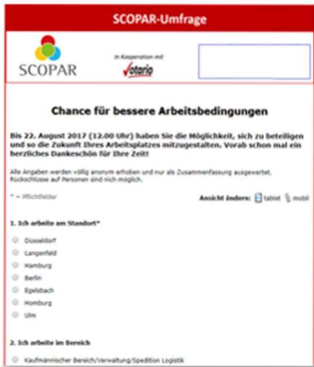 SCOPAR-Umfrage
SCOPAR
in Kooperation mit
Votario
Chance für bessere Arbeitsbedingungen
Bis 22. August 2017 (12.00 Uhr) haben Sie die Möglichkeit, sich zu beteiligen
und so die Zukunft Ihres Arbeitsplatzes mitzugestalten. Vorab schon mal ein
herzliches Dankeschön für Ihre Zeit!
Alle Angaben werden völlig anonym erhoben und nur als Zusammenfassung ausgewertet.
Rückschlüsse auf Personen sind nich möglich.
* = Pflichtfelder
Ansicht ändern: tablet mobil
1. Ich arbeite am Standort*
Düsseldorf
Langenfeld
Hamburg
Berlin
Egelsbach
Homburg
Ulm
2. Ich arbeite im Bereich
Kaufmännischer Bereich/Verwaltung/Spedition Logistik